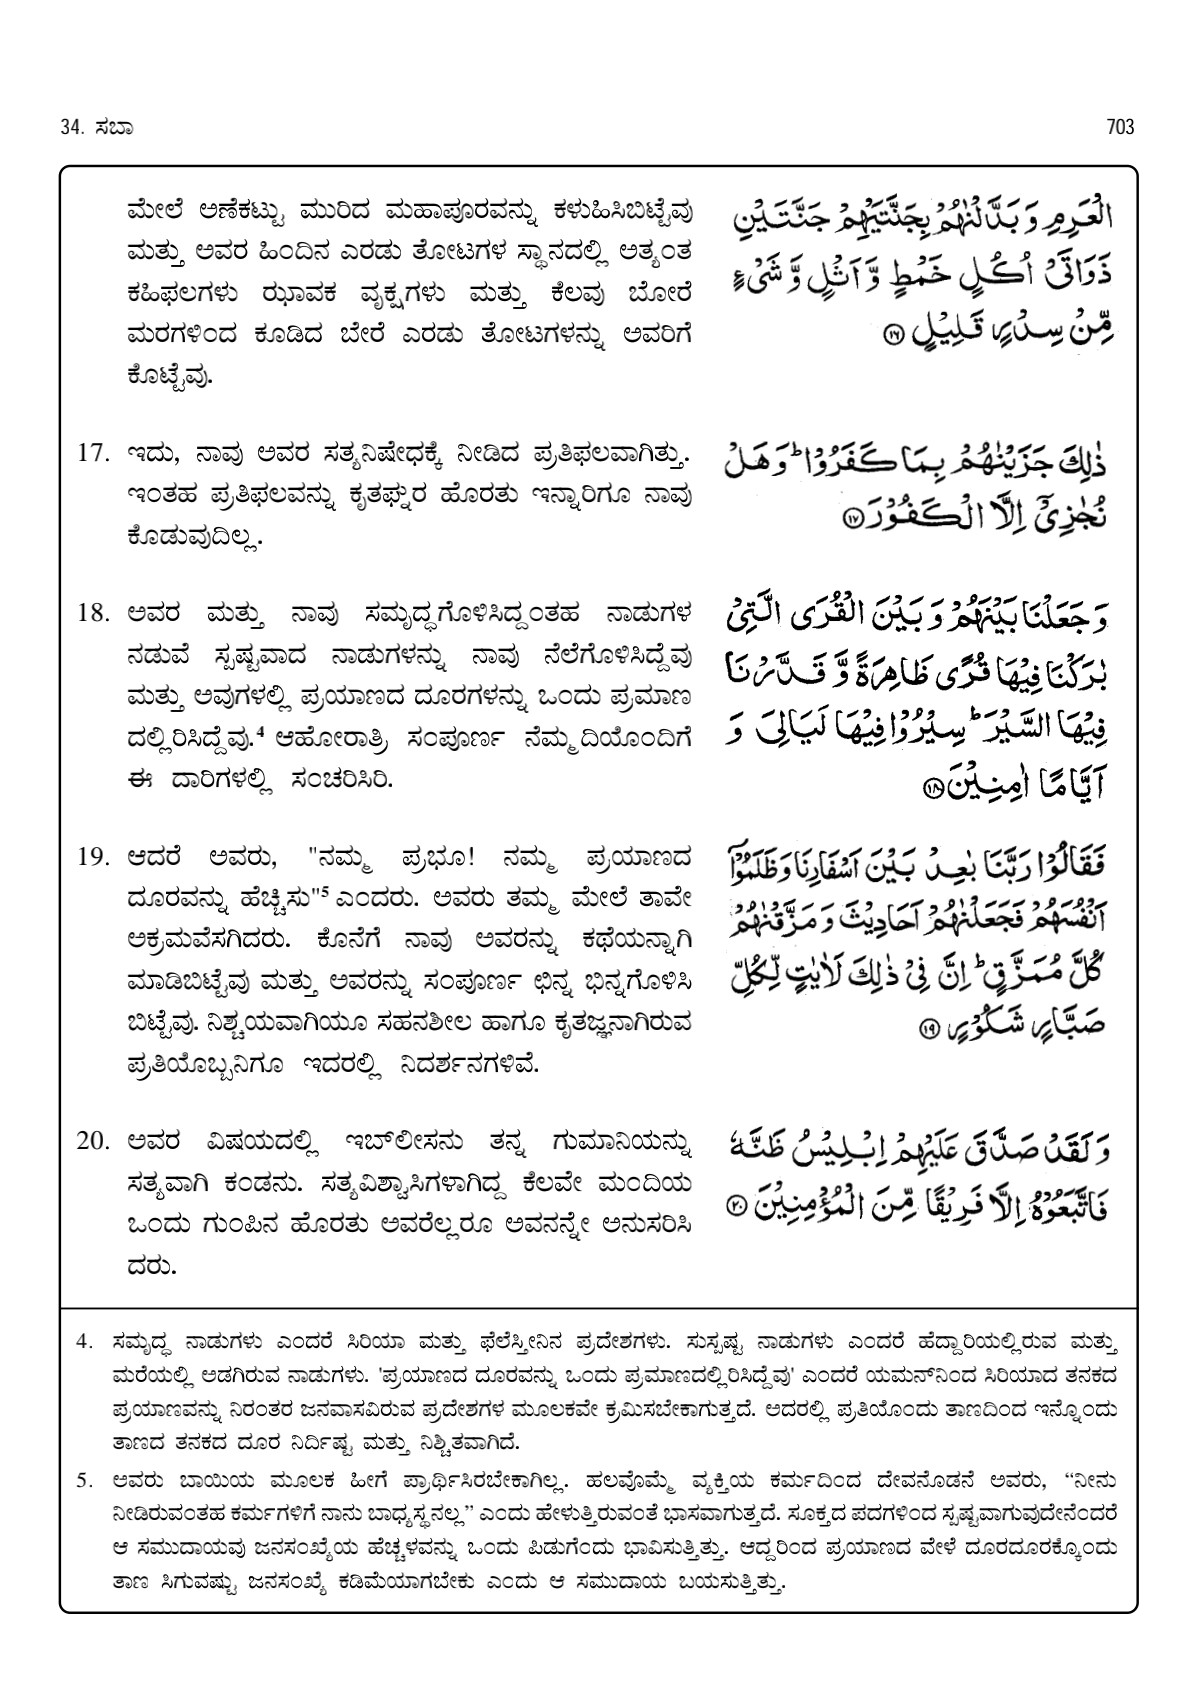 34. ಸಬಾ
703
ಮೇಲೆ ಅಣೆಕಟ್ಟು ಮುರಿದ ಮಹಾಪೂರವನ್ನು ಕಳುಹಿಸಿಬಿಟ್ಟೆವು
ಮತ್ತು ಅವರ ಹಿಂದಿನ ಎರಡು ತೋಟಗಳ ಸ್ಥಾನದಲ್ಲಿ ಅತ್ಯಂತ
ಕಹಿಫಲಗಳು ಝಾವಕ ವೃಕ್ಷಗಳು ಮತ್ತು ಕೆಲವು ಬೋರೆ
ಮರಗಳಿಂದ ಕೂಡಿದ ಬೇರೆ ಎರಡು ತೋಟಗಳನ್ನು ಅವರಿಗೆ
ಕೊಟ್ಟೆವು.
الْعَرِمِ وَ بَدَّلْنٰهُمْ بِجَنَّتَيْهِمْ جَنَّتَيْنِ
ذَوَاتَیْ اُكُلٍ خَمْطٍ وَّ اَثْلٍ وَّ شَیْءٍ
مِّنْ سِدْرٍ قَلِيْلٍ ۝۱۶
17. ಇದು, ನಾವು ಅವರ ಸತ್ಯನಿಷೇಧಕ್ಕೆ ನೀಡಿದ ಪ್ರತಿಫಲವಾಗಿತ್ತು.
ಇಂತಹ ಪ್ರತಿಫಲವನ್ನು ಕೃತಘ್ನರ ಹೊರತು ಇನ್ನಾರಿಗೂ ನಾವು
ಕೊಡುವುದಿಲ್ಲ.
ذٰلِكَ جَزَيْنٰهُمْ بِمَا كَفَرُوْا ؕ وَ هَلْ
نُجٰزِیْۤ اِلَّا الْكَفُوْرَ ۝۱۷
18. ಅವರ ಮತ್ತು ನಾವು ಸಮೃದ್ಧಗೊಳಿಸಿದ್ದಂತಹ ನಾಡುಗಳ
ನಡುವೆ ಸ್ಪಷ್ಟವಾದ ನಾಡುಗಳನ್ನು ನಾವು ನೆಲೆಗೊಳಿಸಿದ್ದೆವು
ಮತ್ತು ಅವುಗಳಲ್ಲಿ ಪ್ರಯಾಣದ ದೂರಗಳನ್ನು ಒಂದು ಪ್ರಮಾಣ
ದಲ್ಲಿರಿಸಿದ್ದೆವು.⁴ ಆಹೋರಾತ್ರಿ ಸಂಪೂರ್ಣ ನೆಮ್ಮದಿಯೊಂದಿಗೆ
ಈ ದಾರಿಗಳಲ್ಲಿ ಸಂಚರಿಸಿರಿ.
وَ جَعَلْنَا بَيْنَهُمْ وَ بَيْنَ الْقُرَى الَّتِیْ
بٰرَكْنَا فِيْهَا قُرًى ظَاهِرَةً وَّ قَدَّرْنَا
فِيْهَا السَّيْرَ ؕ سِيْرُوْا فِيْهَا لَيَالِیَ وَ
اَيَّامًا اٰمِنِيْنَ ۝۱۸
19. ಆದರೆ ಅವರು, "ನಮ್ಮ ಪ್ರಭೂ! ನಮ್ಮ ಪ್ರಯಾಣದ
ದೂರವನ್ನು ಹೆಚ್ಚಿಸು"⁵ ಎಂದರು. ಅವರು ತಮ್ಮ ಮೇಲೆ ತಾವೇ
ಅಕ್ರಮವೆಸಗಿದರು. ಕೊನೆಗೆ ನಾವು ಅವರನ್ನು ಕಥೆಯನ್ನಾಗಿ
ಮಾಡಿಬಿಟ್ಟೆವು ಮತ್ತು ಅವರನ್ನು ಸಂಪೂರ್ಣ ಛಿನ್ನ ಭಿನ್ನಗೊಳಿಸಿ
ಬಿಟ್ಟೆವು. ನಿಶ್ಚಯವಾಗಿಯೂ ಸಹನಶೀಲ ಹಾಗೂ ಕೃತಜ್ಞನಾಗಿರುವ
ಪ್ರತಿಯೊಬ್ಬನಿಗೂ ಇದರಲ್ಲಿ ನಿದರ್ಶನಗಳಿವೆ.
فَقَالُوْا رَبَّنَا بٰعِدْ بَيْنَ اَسْفَارِنَا وَ ظَلَمُوْۤا
اَنْفُسَهُمْ فَجَعَلْنٰهُمْ اَحَادِيْثَ وَ مَزَّقْنٰهُمْ
كُلَّ مُمَزَّقٍ ؕ اِنَّ فِیْ ذٰلِكَ لَاٰيٰتٍ لِّكُلِّ
صَبَّارٍ شَكُوْرٍ ۝۱۹
20. ಅವರ ವಿಷಯದಲ್ಲಿ ಇಬ್‌ಲೀಸನು ತನ್ನ ಗುಮಾನಿಯನ್ನು
ಸತ್ಯವಾಗಿ ಕಂಡನು. ಸತ್ಯವಿಶ್ವಾಸಿಗಳಾಗಿದ್ದ ಕೆಲವೇ ಮಂದಿಯ
ಒಂದು ಗುಂಪಿನ ಹೊರತು ಅವರೆಲ್ಲರೂ ಅವನನ್ನೇ ಅನುಸರಿಸಿ
ದರು.
وَ لَقَدْ صَدَّقَ عَلَيْهِمْ اِبْلِيْسُ ظَنَّهٗ
فَاتَّبَعُوْهُ اِلَّا فَرِيْقًا مِّنَ الْمُؤْمِنِيْنَ ۝۲۰
4. ಸಮೃದ್ಧ ನಾಡುಗಳು ಎಂದರೆ ಸಿರಿಯಾ ಮತ್ತು ಫೆಲೆಸ್ತೀನಿನ ಪ್ರದೇಶಗಳು. ಸುಸ್ಪಷ್ಟ ನಾಡುಗಳು ಎಂದರೆ ಹೆದ್ದಾರಿಯಲ್ಲಿರುವ ಮತ್ತು
ಮರೆಯಲ್ಲಿ ಅಡಗಿರುವ ನಾಡುಗಳು. 'ಪ್ರಯಾಣದ ದೂರವನ್ನು ಒಂದು ಪ್ರಮಾಣದಲ್ಲಿರಿಸಿದ್ದೆವು' ಎಂದರೆ ಯಮನ್‌ನಿಂದ ಸಿರಿಯಾದ ತನಕದ
ಪ್ರಯಾಣವನ್ನು ನಿರಂತರ ಜನವಾಸವಿರುವ ಪ್ರದೇಶಗಳ ಮೂಲಕವೇ ಕ್ರಮಿಸಬೇಕಾಗುತ್ತದೆ. ಅದರಲ್ಲಿ ಪ್ರತಿಯೊಂದು ತಾಣದಿಂದ ಇನ್ನೊಂದು
ತಾಣದ ತನಕದ ದೂರ ನಿರ್ದಿಷ್ಟ ಮತ್ತು ನಿಶ್ಚಿತವಾಗಿದೆ.
5. ಅವರು ಬಾಯಿಯ ಮೂಲಕ ಹೀಗೆ ಪ್ರಾರ್ಥಿಸಿರಬೇಕಾಗಿಲ್ಲ. ಹಲವೊಮ್ಮೆ ವ್ಯಕ್ತಿಯ ಕರ್ಮದಿಂದ ದೇವನೊಡನೆ ಅವರು, “ನೀನು
ನೀಡಿರುವಂತಹ ಕರ್ಮಗಳಿಗೆ ನಾನು ಬಾಧ್ಯಸ್ಥನಲ್ಲ” ಎಂದು ಹೇಳುತ್ತಿರುವಂತೆ ಭಾಸವಾಗುತ್ತದೆ. ಸೂಕ್ತದ ಪದಗಳಿಂದ ಸ್ಪಷ್ಟವಾಗುವುದೇನೆಂದರೆ
ಆ ಸಮುದಾಯವು ಜನಸಂಖ್ಯೆಯ ಹೆಚ್ಚಳವನ್ನು ಒಂದು ಪಿಡುಗೆಂದು ಭಾವಿಸುತ್ತಿತ್ತು. ಆದ್ದರಿಂದ ಪ್ರಯಾಣದ ವೇಳೆ ದೂರದೂರಕ್ಕೊಂದು
ತಾಣ ಸಿಗುವಷ್ಟು ಜನಸಂಖ್ಯೆ ಕಡಿಮೆಯಾಗಬೇಕು ಎಂದು ಆ ಸಮುದಾಯ ಬಯಸುತ್ತಿತ್ತು.